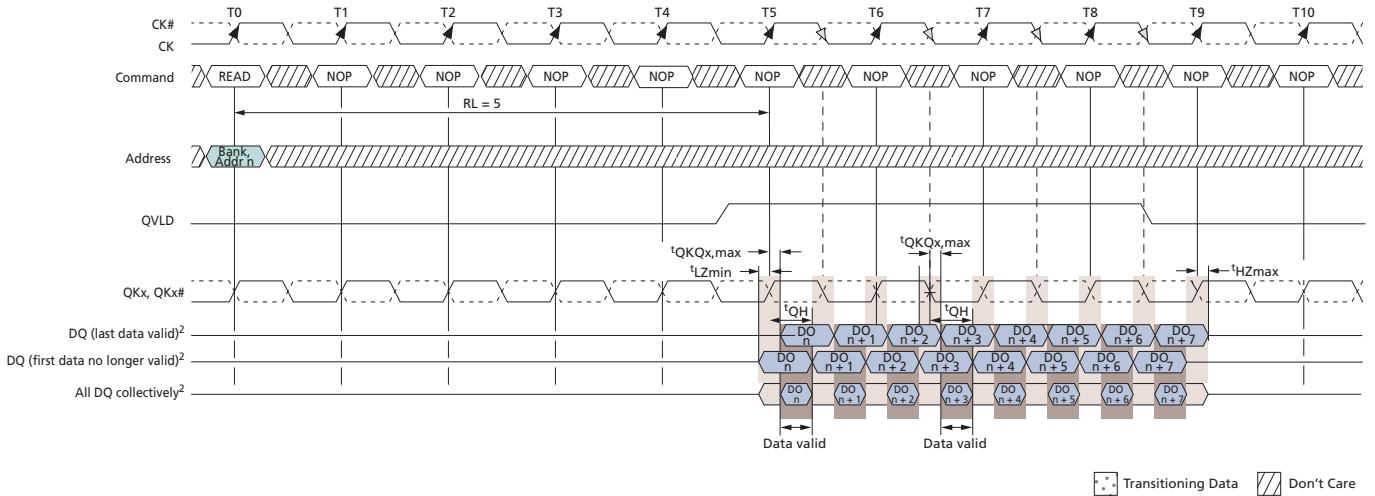 T0 T1 T2 T3 T4 T5 T6 T7 T8 T9 T10
CK#
CK
Command READ NOP NOP NOP NOP NOP NOP NOP NOP NOP NOP
RL = 5
Address Bank, Addr n
QVLD
tQKQx,max tQKQx,max
tLZmin tHZmax
QKx, QKx#
tQH tQH
DQ (last data valid)2 DO n DO n + 1 DO n + 2 DO n + 3 DO n + 4 DO n + 5 DO n + 6 DO n + 7
DQ (first data no longer valid)2 DO n DO n + 1 DO n + 2 DO n + 3 DO n + 4 DO n + 5 DO n + 6 DO n + 7
All DQ collectively2 DO n DO n + 1 DO n + 2 DO n + 3 DO n + 4 DO n + 5 DO n + 6 DO n + 7
Data valid Data valid
Transitioning Data Don't Care